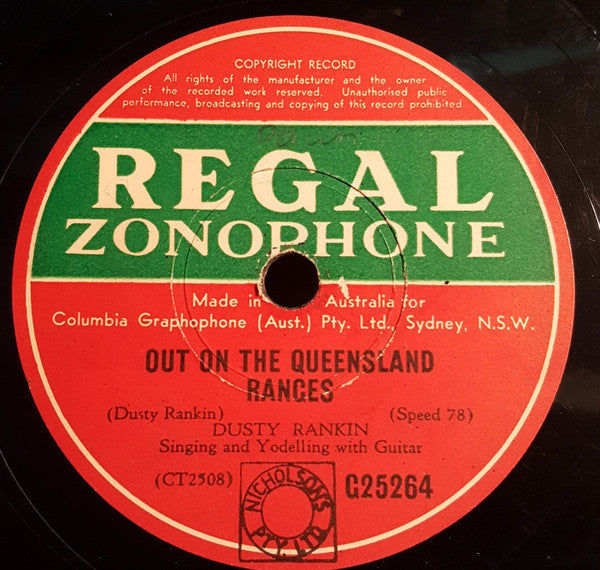 COPYRIGHT RECORD
All rights of the manufacturer and the owner
of the recorded work reserved. Unauthorised public
performance, broadcasting and copying of this record prohibited
REGAL
ZONOPHONE
Made in Australia for
Columbia Graphophone (Aust.) Pty. Ltd., Sydney, N.S.W.
OUT ON THE QUEENSLAND
RANGES
(Dusty Rankin) (Speed 78)
DUSTY RANKIN
Singing and Yodelling with Guitar
(CT2508) G25264
NICHOLSON'S
PTY. LTD